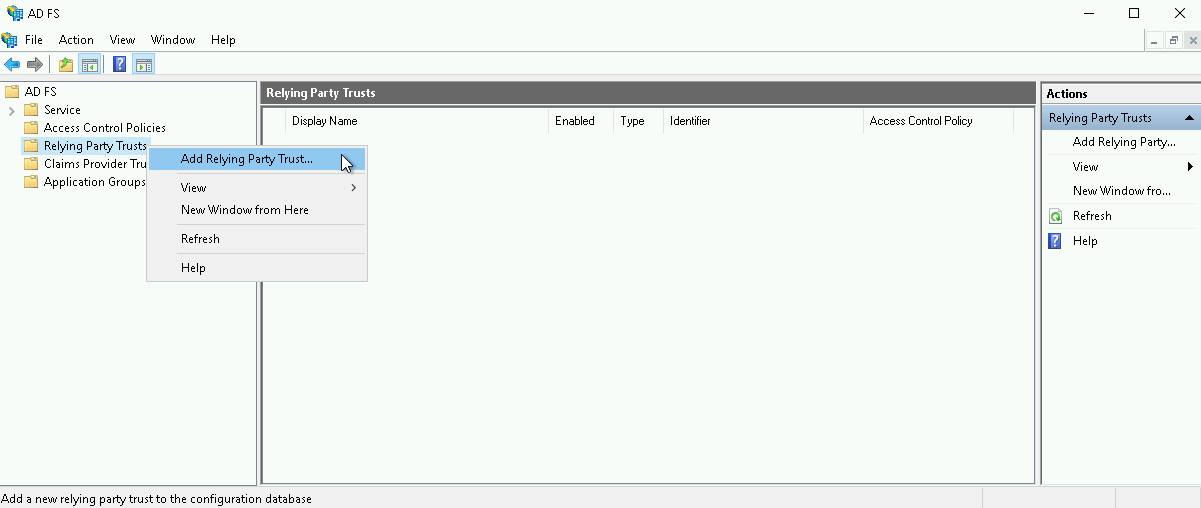 AD FS
File Action View Window Help
AD FS
Service
Access Control Policies
Relying Party Trusts
Claims Provider Tru
Application Groups
Add Relying Party Trust...
View
New Window from Here
Refresh
Help
Relying Party Trusts
Display Name Enabled Type Identifier Access Control Policy
Actions
Relying Party Trusts
Add Relying Party...
View
New Window fro...
Refresh
Help
Add a new relying party trust to the configuration database